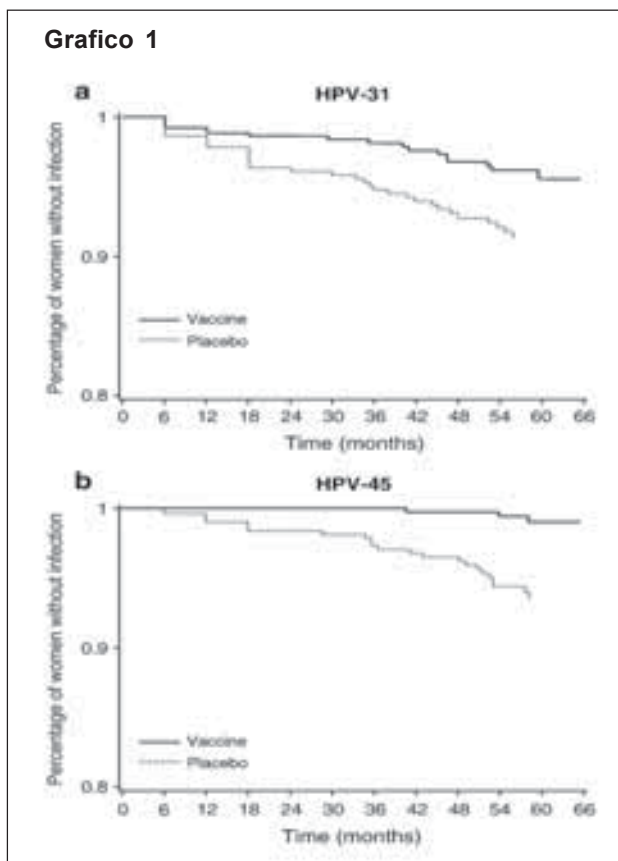 Grafico 1
a
HPV-31
Percentage of women without infection
1
0.9
0.8
Vaccine
Placebo
0 6 12 18 24 30 36 42 48 54 60 66
Time (months)
b
HPV-45
Percentage of women without infection
1
0.9
0.8
Vaccine
Placebo
0 6 12 18 24 30 36 42 48 54 60 66
Time (months)